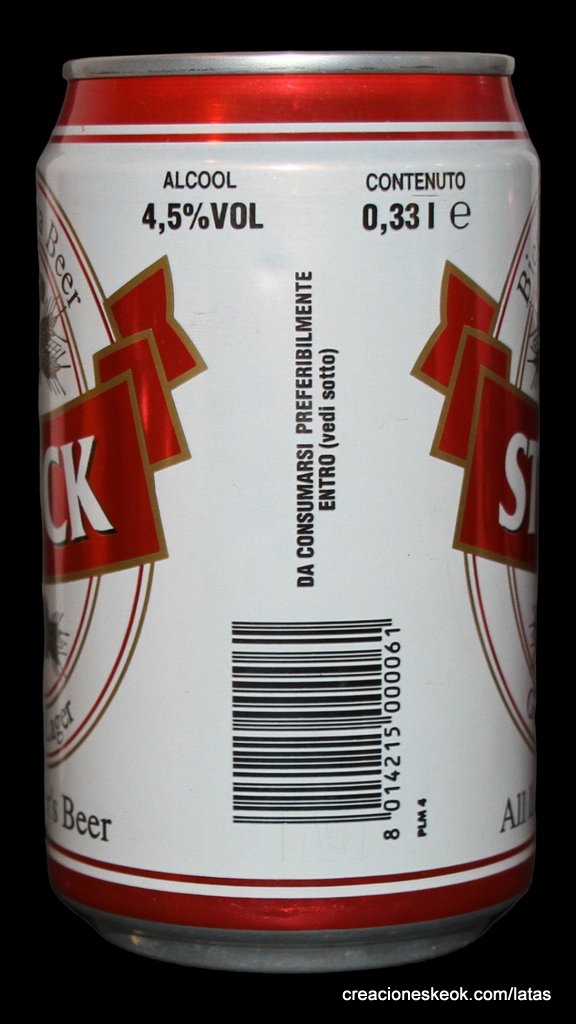 ALCOOL
4,5%VOL
CONTENUTO
0,33 l e
Beer
CK
ST
DA CONSUMARSI PREFERIBILMENTE
ENTRO (vedi sotto)
8 014215 000061
PLM 4
Lager
's Beer
All
creacioneskeok.com/latas